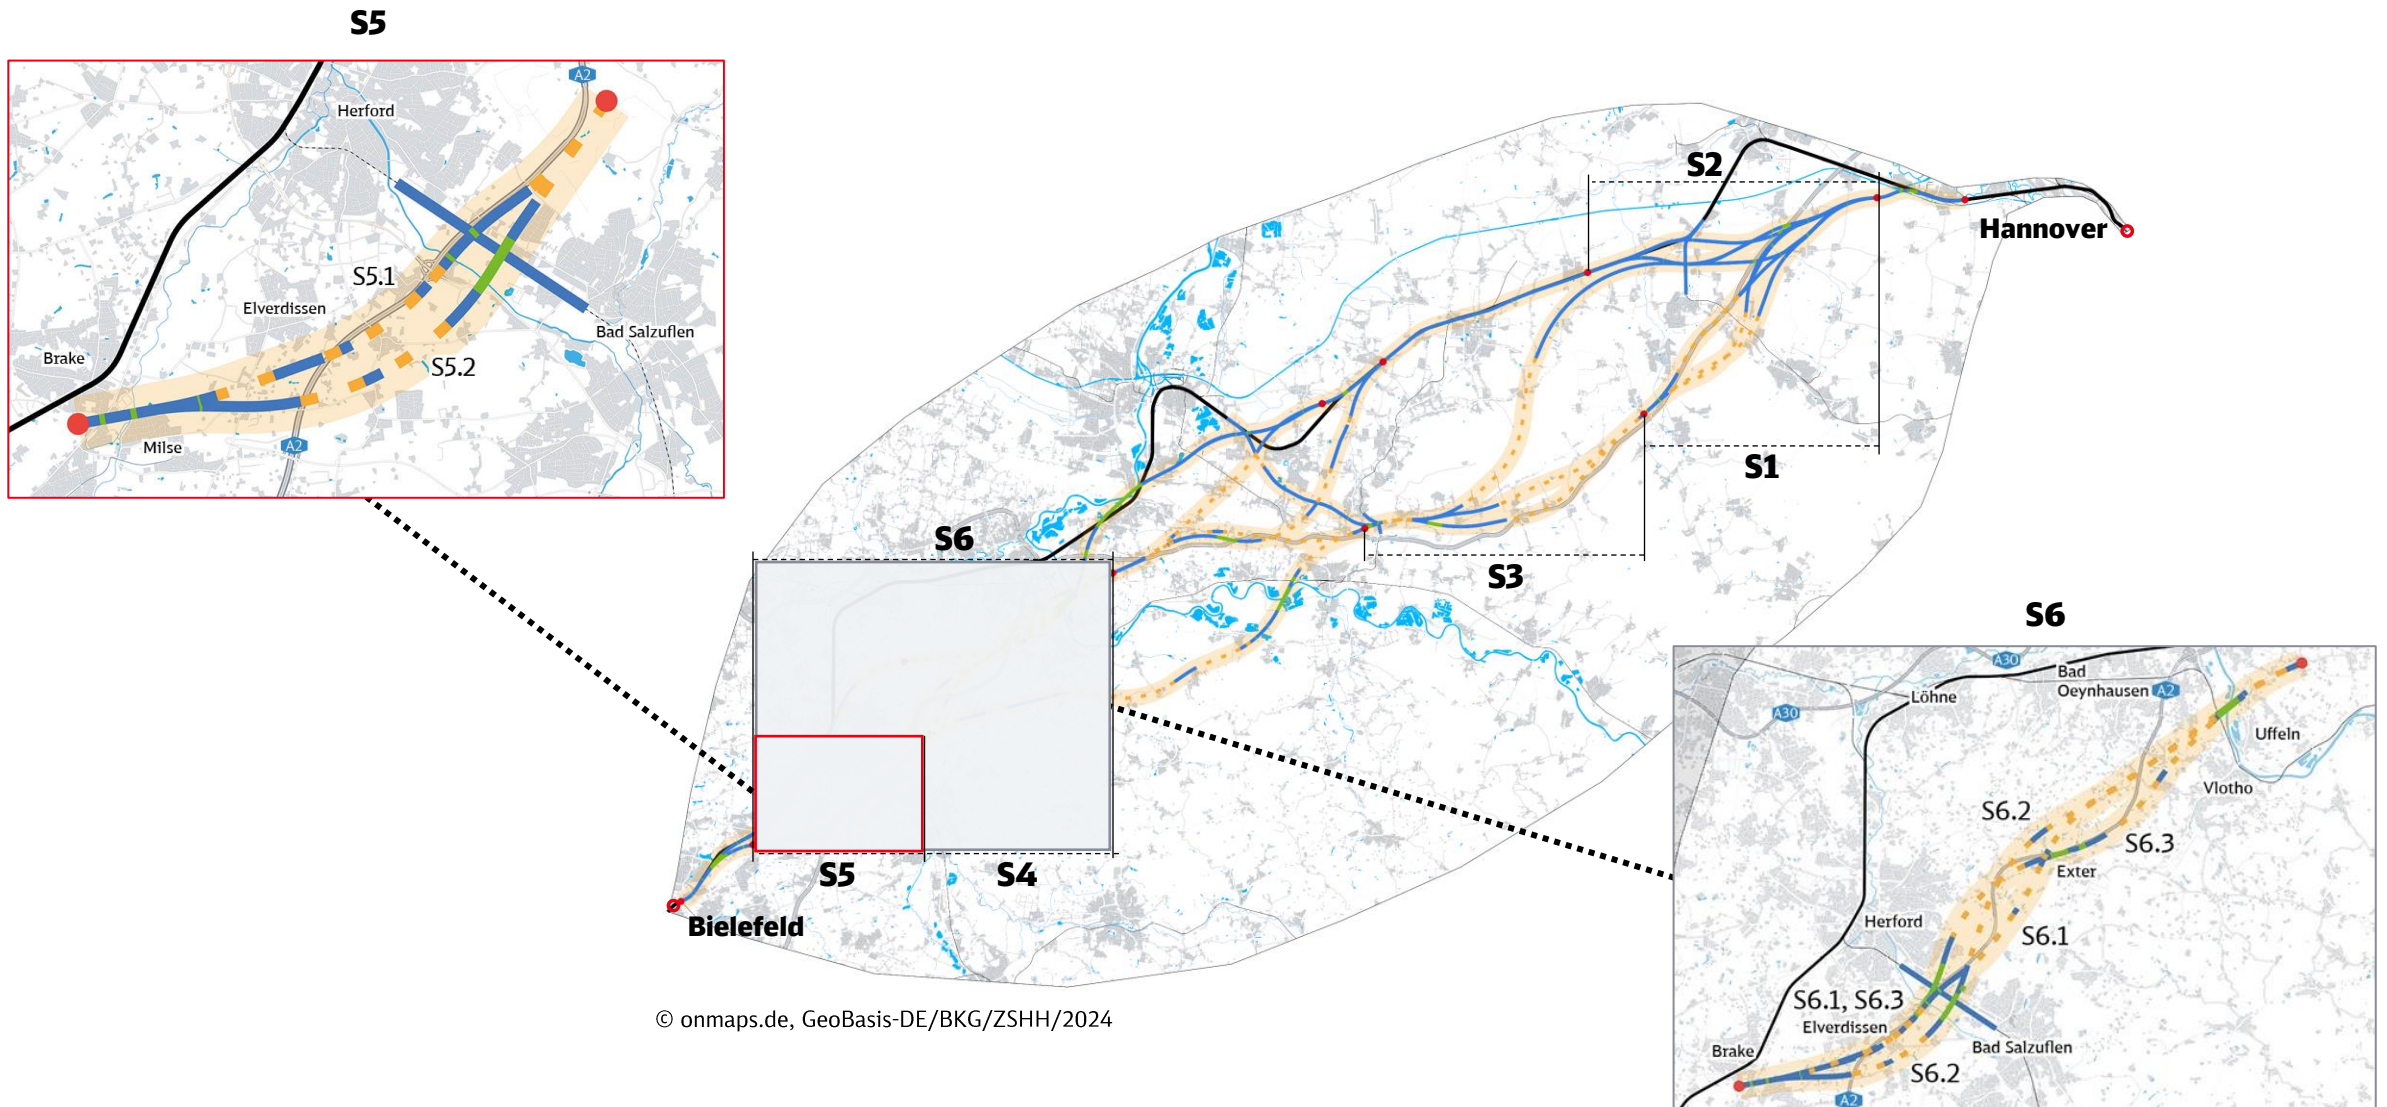 S5
A2
Herford
S5.1
Elverdissen
Bad Salzuflen
Brake
S5.2
Milse
A2
S2
Hannover
S1
S6
S3
S5
S4
Bielefeld
© onmaps.de, GeoBasis-DE/BKG/ZSHH/2024
S6
A30
Bad
Oeynhausen
A2
Löhne
A30
Uffeln
Vlotho
S6.2
S6.3
Exter
Herford
S6.1
S6.1, S6.3
Elverdissen
Brake
Bad Salzuflen
S6.2
A2